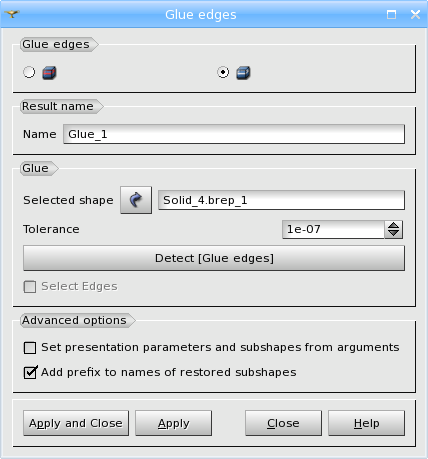 Glue edges
Glue edges
Result name
Name Glue_1
Glue
Selected shape Solid_4.brep_1
Tolerance 1e-07
Detect [Glue edges]
Select Edges
Advanced options
Set presentation parameters and subshapes from arguments
Add prefix to names of restored subshapes
Apply and Close Apply Close Help